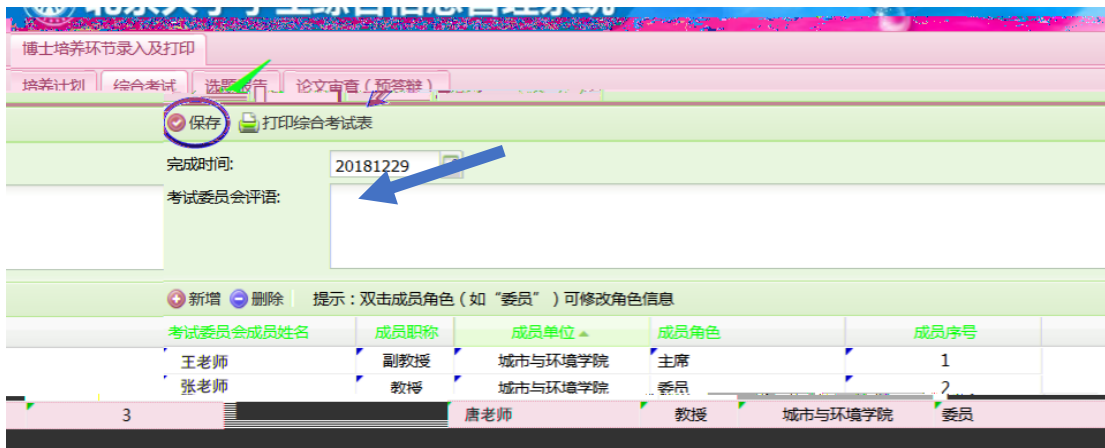 博士培养环节录入及打印
培养计划 综合考试 选题报告 论文审查(预答辩)
保存 打印综合考试表
完成时间: 20181229
考试委员会评语:
新增 删除 提示:双击成员角色(如“委员”)可修改角色信息
考试委员会成员姓名 成员职称 成员单位 成员角色 成员序号
王老师 副教授 城市与环境学院 主席 1
张老师 教授 城市与环境学院 委员 2
3 唐老师 教授 城市与环境学院 委员